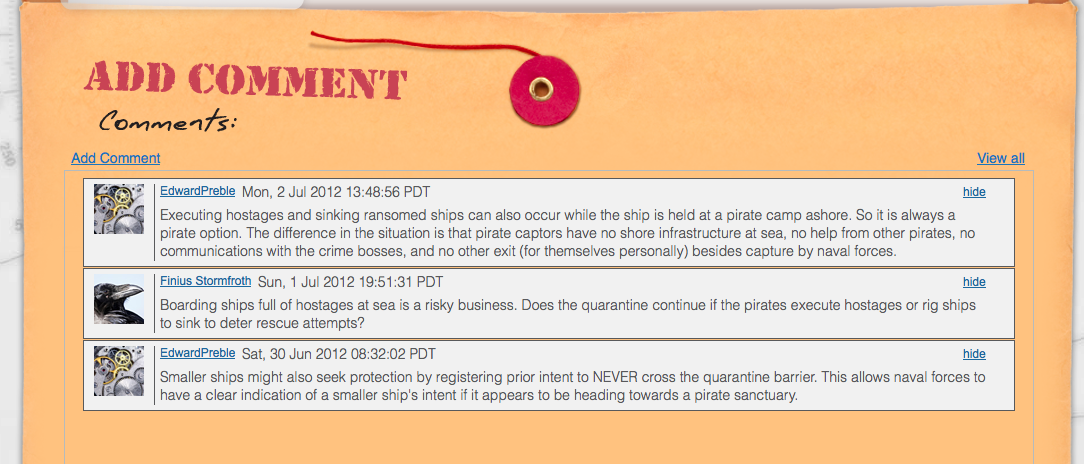 ADD COMMENT
Comments:
Add Comment View all
EdwardPreble Mon, 2 Jul 2012 13:48:56 PDT hide
Executing hostages and sinking ransomed ships can also occur while the ship is held at a pirate camp ashore. So it is always a
pirate option. The difference in the situation is that pirate captors have no shore infrastructure at sea, no help from other pirates, no
communications with the crime bosses, and no other exit (for themselves personally) besides capture by naval forces.
Finius Stormfroth Sun, 1 Jul 2012 19:51:31 PDT hide
Boarding ships full of hostages at sea is a risky business. Does the quarantine continue if the pirates execute hostages or rig ships
to sink to deter rescue attempts?
EdwardPreble Sat, 30 Jun 2012 08:32:02 PDT hide
Smaller ships might also seek protection by registering prior intent to NEVER cross the quarantine barrier. This allows naval forces to
have a clear indication of a smaller ship's intent if it appears to be heading towards a pirate sanctuary.
250